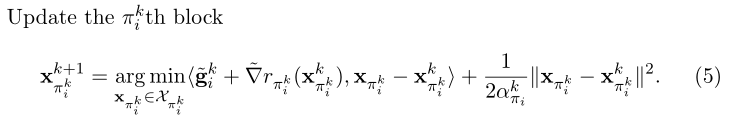 Update the $\pi_i^k$th block
$$\mathbf{x}_{\pi_i^k}^{k+1} = \underset{\mathbf{x}_{\pi_i^k} \in \mathcal{X}_{\pi_i^k}}{\arg\min} \langle \tilde{\mathbf{g}}_i^k + \tilde{\nabla} r_{\pi_i^k}(\mathbf{x}_{\pi_i^k}^k), \mathbf{x}_{\pi_i^k} - \mathbf{x}_{\pi_i^k}^k \rangle + \frac{1}{2\alpha_{\pi_i}^k} \|\mathbf{x}_{\pi_i^k} - \mathbf{x}_{\pi_i^k}^k\|^2. \quad (5)$$